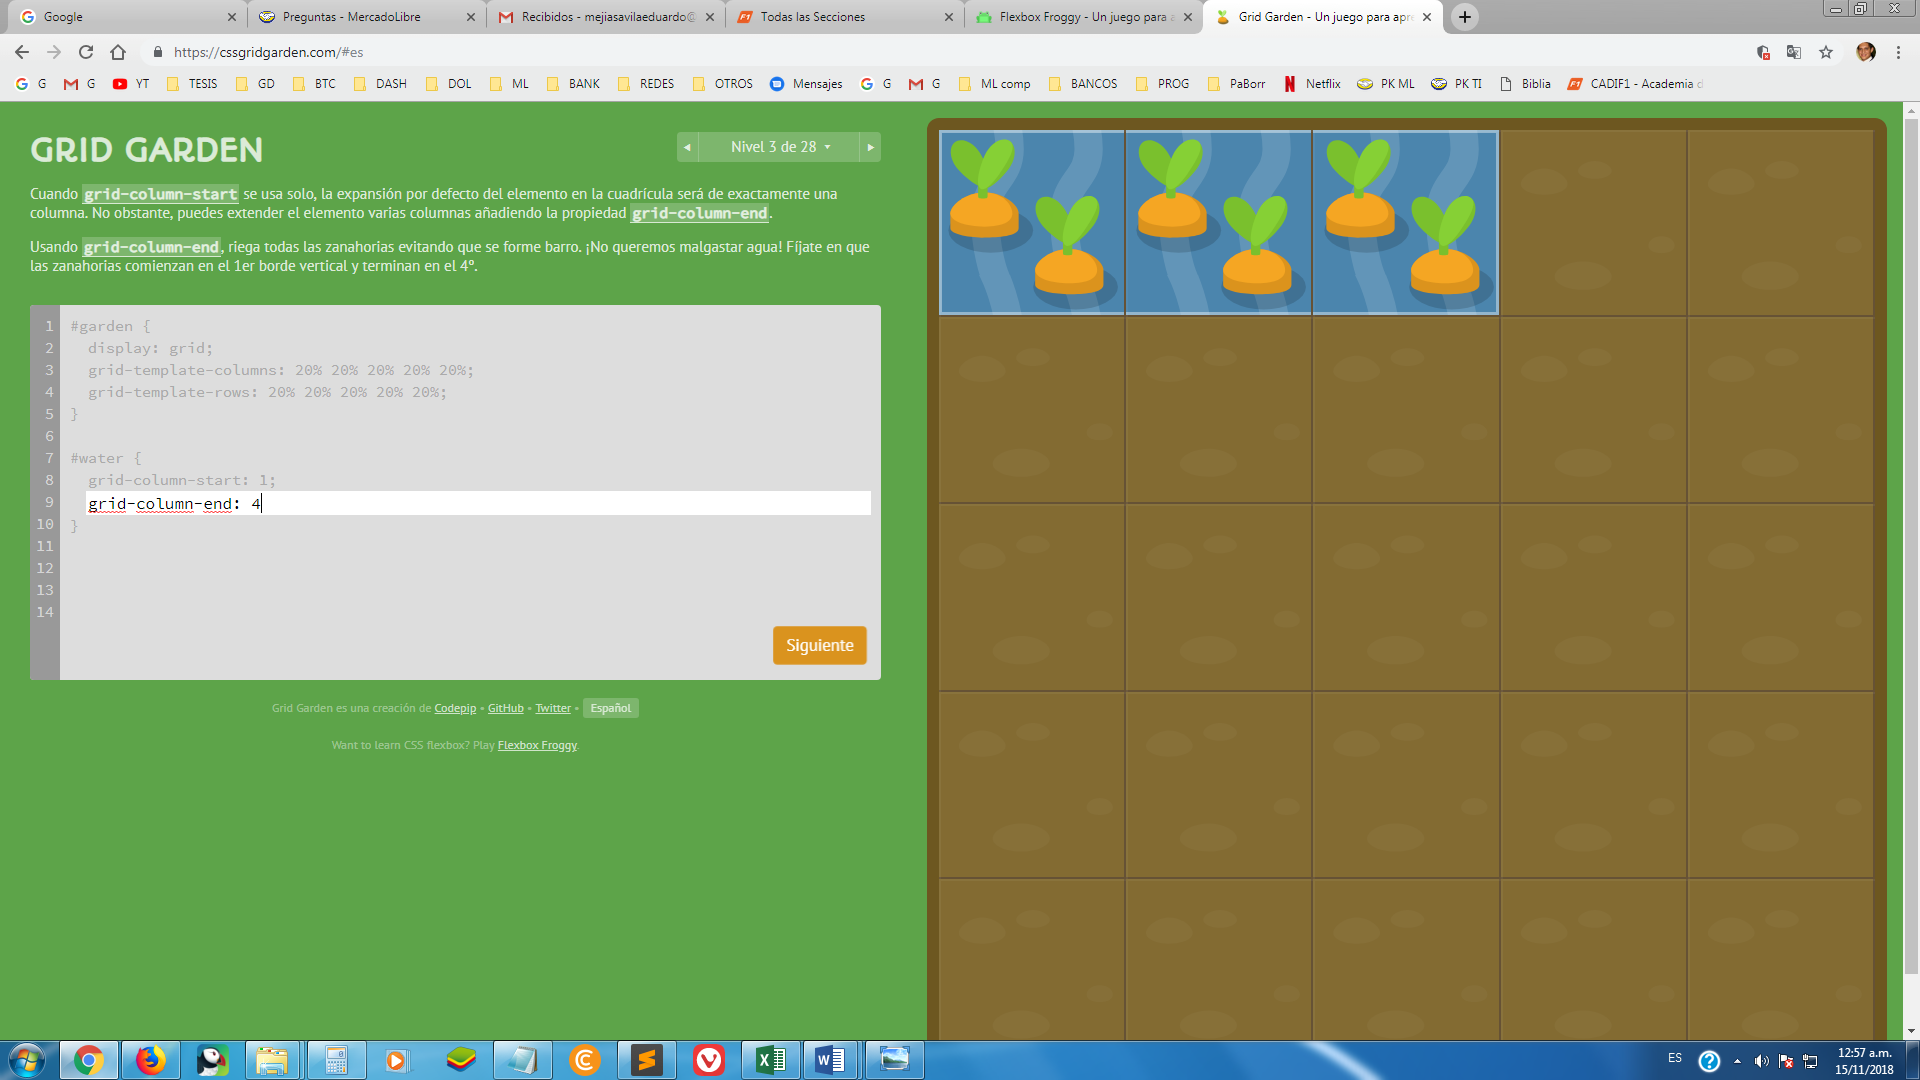 Google
Preguntas - MercadoLibre
Recibidos - mejiasavilaeduardo@
Todas las Secciones
Flexbox Froggy - Un juego para a
Grid Garden - Un juego para apre
https://cssgridgarden.com/#es
G G YT TESIS GD BTC DASH DOL ML BANK REDES OTROS Mensajes G G ML comp BANCOS PROG PaBorr Netflix PK ML PK TI Biblia CADIF1 - Academia d
GRID GARDEN
Nivel 3 de 28
Cuando grid-column-start se usa solo, la expansión por defecto del elemento en la cuadrícula será de exactamente una
columna. No obstante, puedes extender el elemento varias columnas añadiendo la propiedad grid-column-end.
Usando grid-column-end, riega todas las zanahorias evitando que se forme barro. ¡No queremos malgastar agua! Fíjate en que
las zanahorias comienzan en el 1er borde vertical y terminan en el 4º.
1 #garden {
2 display: grid;
3 grid-template-columns: 20% 20% 20% 20% 20%;
4 grid-template-rows: 20% 20% 20% 20% 20%;
5 }
6
7 #water {
8 grid-column-start: 1;
9 grid-column-end: 4
10 }
11
12
13
14
Siguiente
Grid Garden es una creación de Codepip • GitHub • Twitter • Español
Want to learn CSS flexbox? Play Flexbox Froggy.
ES
12:57 a.m.
15/11/2018